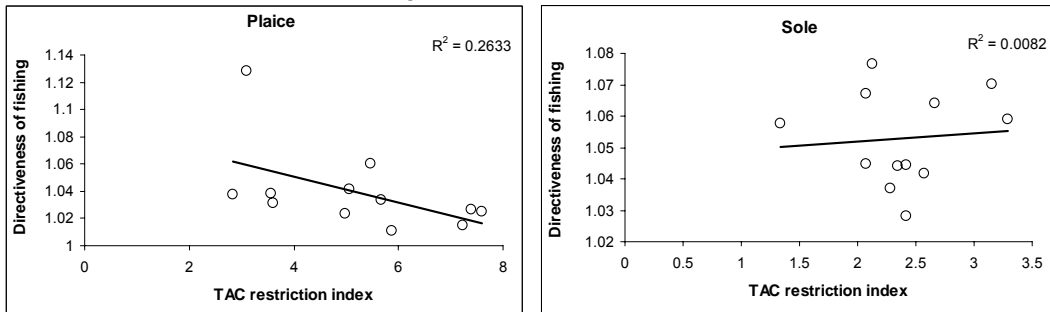 Plaice
R² = 0.2633
Directiveness of fishing
1.14
1.12
1.1
1.08
1.06
1.04
1.02
1
0 2 4 6 8
TAC restriction index
Sole
R² = 0.0082
Directiveness of fishing
1.08
1.07
1.06
1.05
1.04
1.03
1.02
0 0.5 1 1.5 2 2.5 3 3.5
TAC restriction index